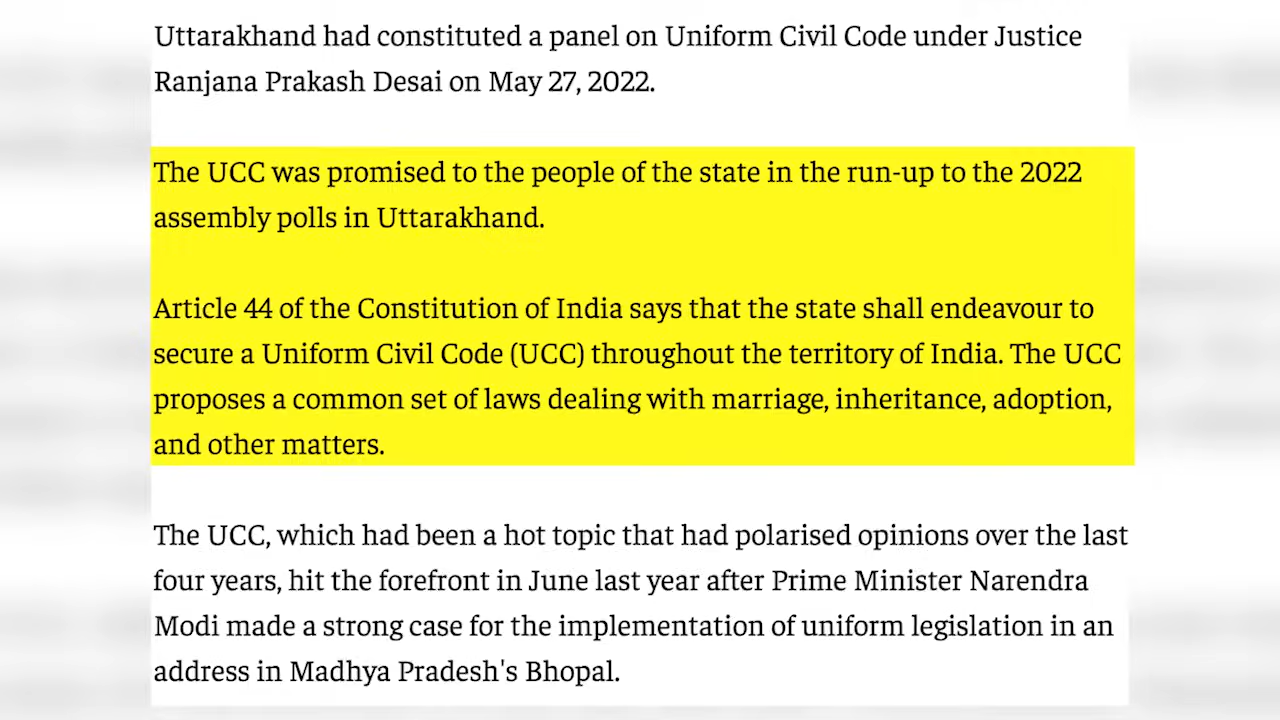 Uttarakhand had constituted a panel on Uniform Civil Code under Justice
Ranjana Prakash Desai on May 27, 2022.
The UCC was promised to the people of the state in the run-up to the 2022
assembly polls in Uttarakhand.
Article 44 of the Constitution of India says that the state shall endeavour to
secure a Uniform Civil Code (UCC) throughout the territory of India. The UCC
proposes a common set of laws dealing with marriage, inheritance, adoption,
and other matters.
The UCC, which had been a hot topic that had polarised opinions over the last
four years, hit the forefront in June last year after Prime Minister Narendra
Modi made a strong case for the implementation of uniform legislation in an
address in Madhya Pradesh's Bhopal.